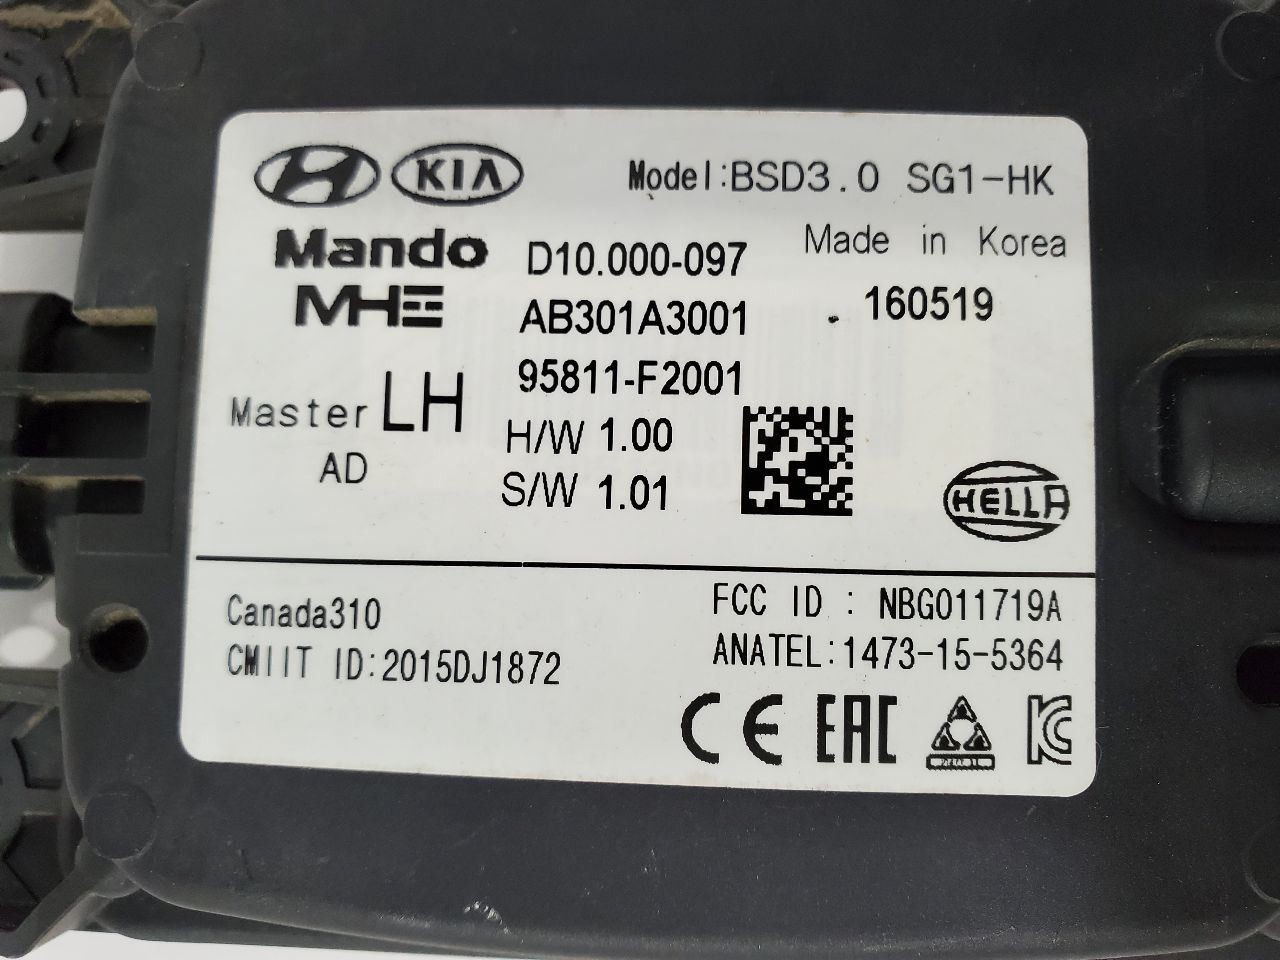 KIA
Model:BSD3.0 SG1-HK
Mando
D10.000-097
Made in Korea
MHE
AB301A3001
160519
95811-F2001
Master LH
H/W 1.00
AD
S/W 1.01
HELLA
Canada310
FCC ID : NBG011719A
CMIIT ID:2015DJ1872
ANATEL:1473-15-5364
CE EAC KC